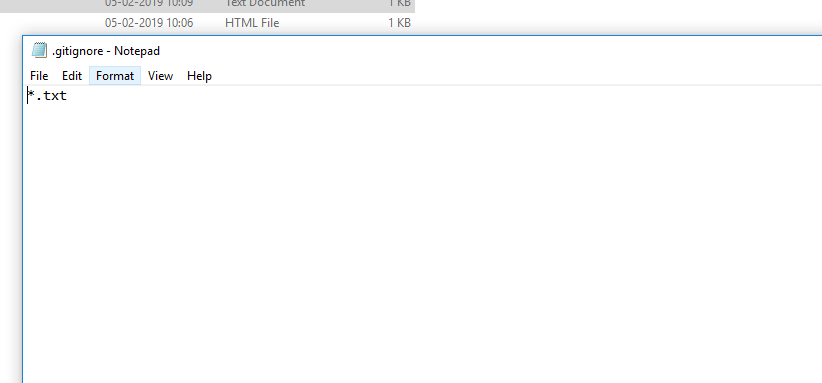 05-02-2019 10:09 Text Document 1 KB
05-02-2019 10:06 HTML File 1 KB
.gitignore - Notepad
File Edit Format View Help
*.txt